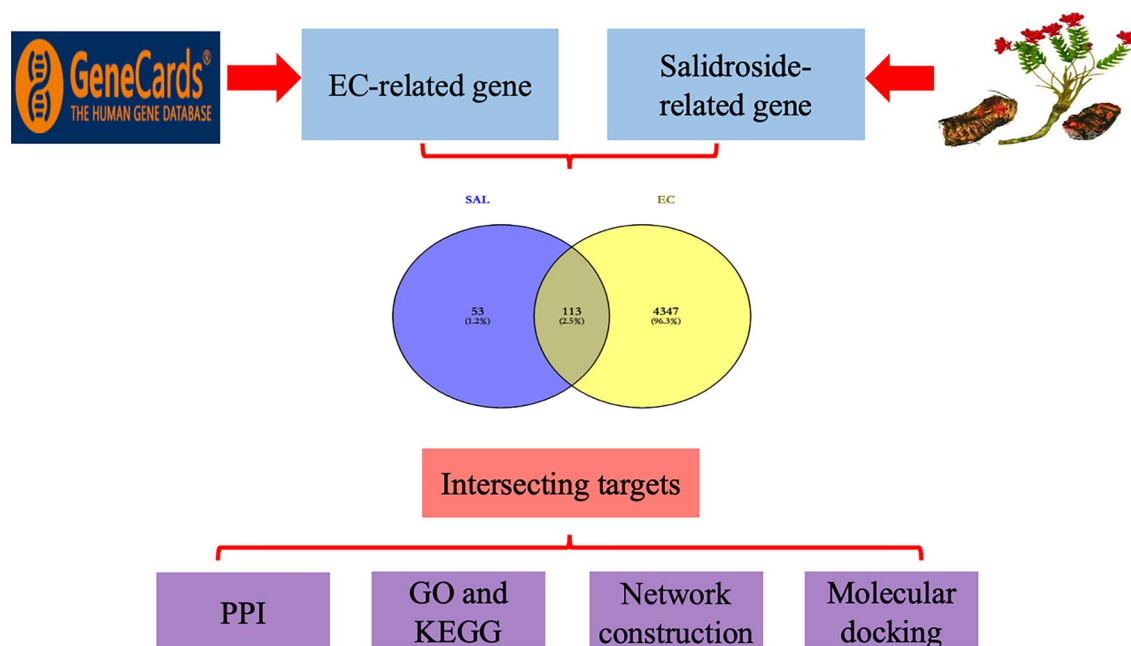 GeneCards®
THE HUMAN GENE DATABASE
EC-related gene
Salidroside-
related gene
SAL
EC
53
(1.2%)
113
(2.5%)
4347
(96.3%)
Intersecting targets
PPI
GO and
KEGG
Network
construction
Molecular
docking